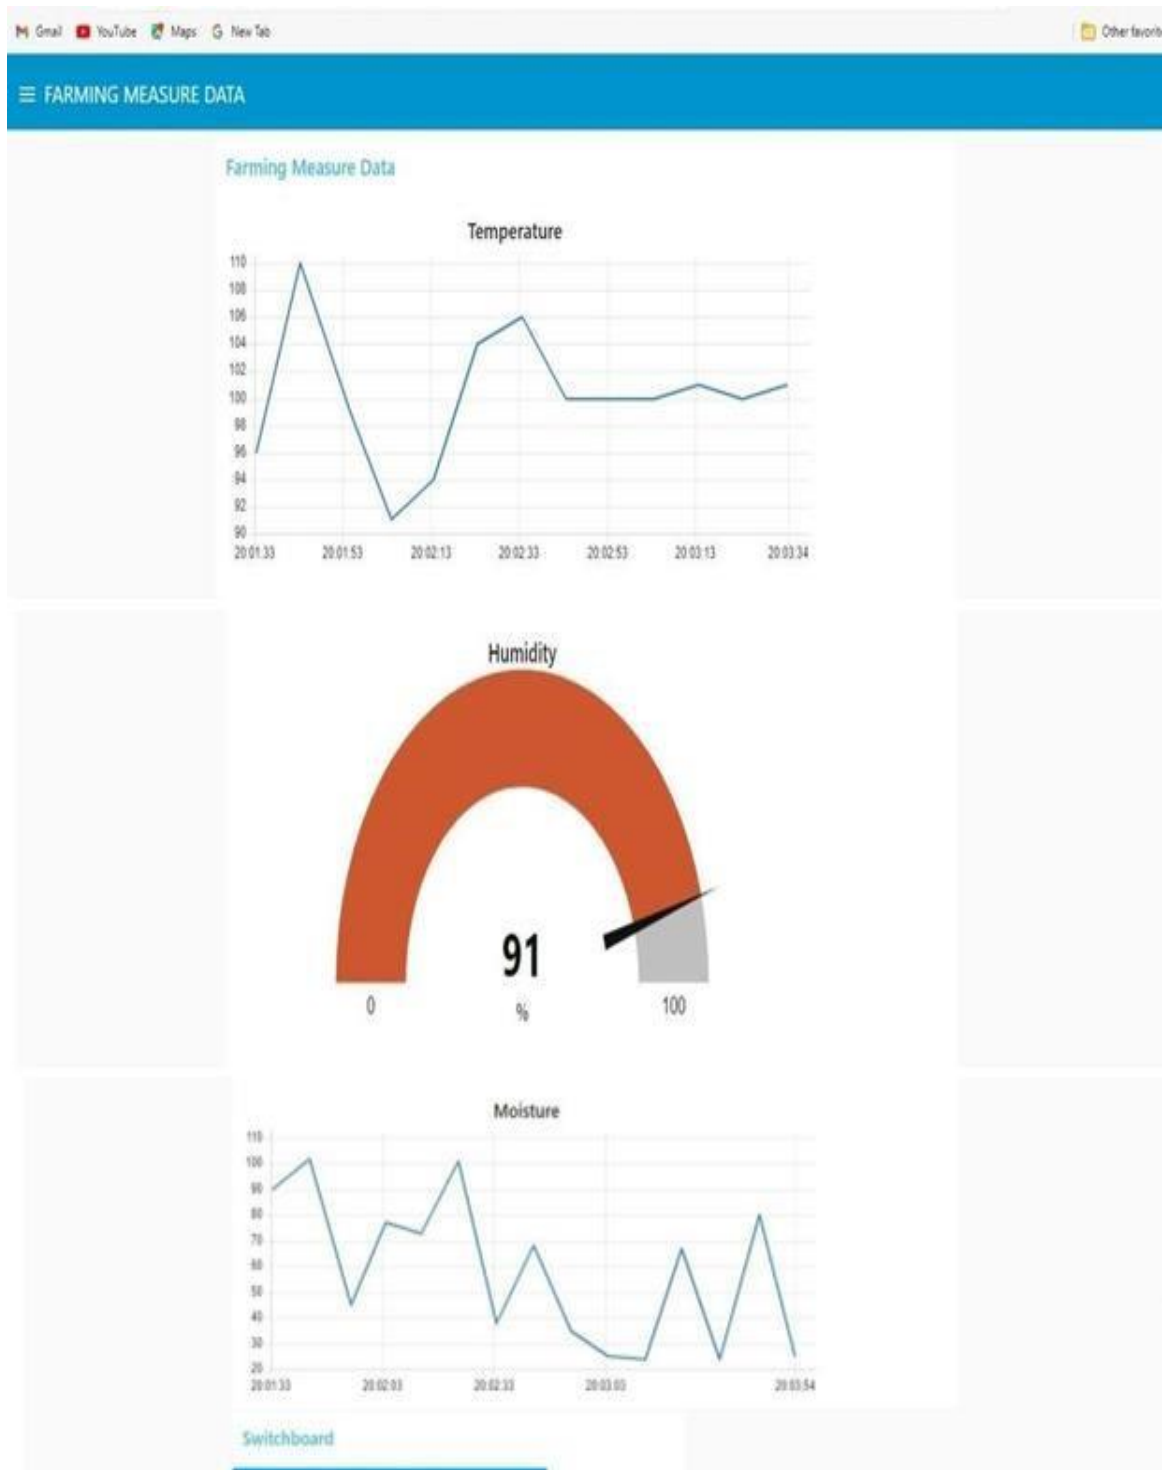 Gmail YouTube Maps G New Tab Other favorit
FARMING MEASURE DATA
Farming Measure Data
Temperature
110
108
106
104
102
100
98
96
94
92
90
20:01:33 20:01:53 20:02:13 20:02:33 20:02:53 20:03:13 20:03:34
Humidity
91
0 % 100
Moisture
110
100
90
80
70
60
50
40
30
20
20:01:33 20:02:03 20:02:33 20:03:03 20:03:54
Switchboard